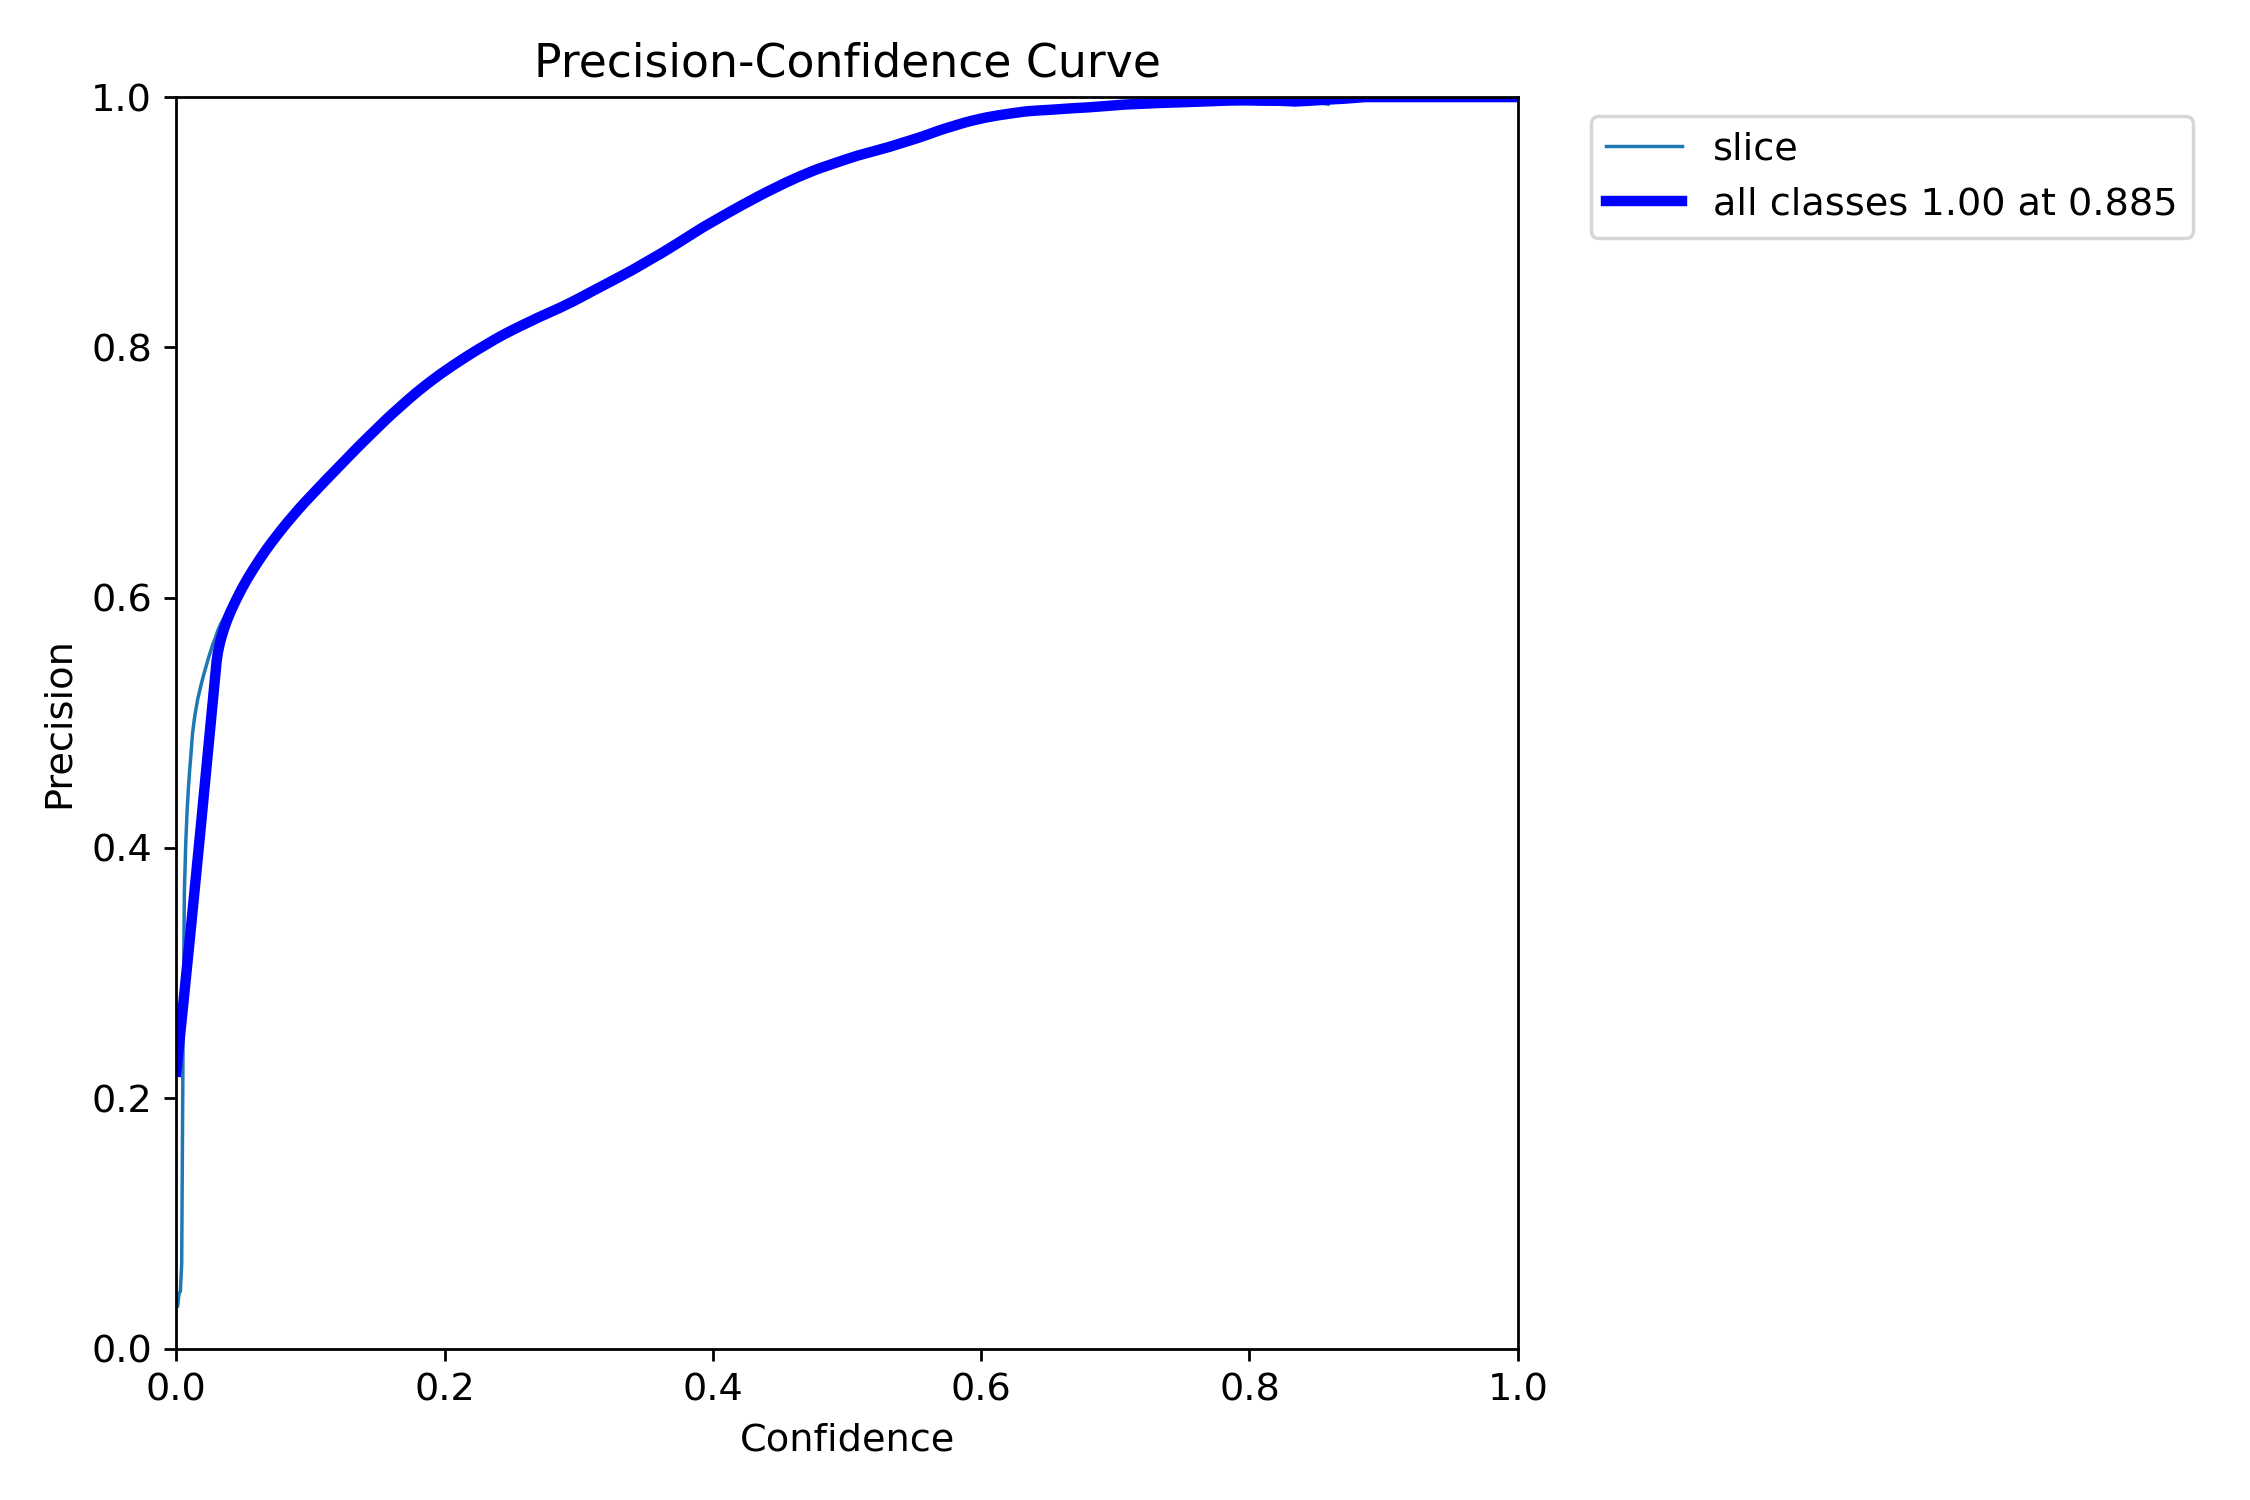 Precision-Confidence Curve
1.0
0.8
0.6
0.4
0.2
0.0
Precision
0.0 0.2 0.4 0.6 0.8 1.0
Confidence
slice
all classes 1.00 at 0.885